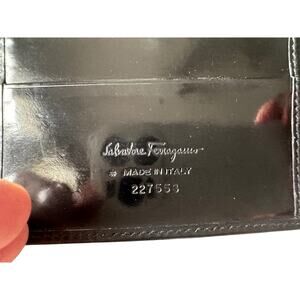 Salvatore Ferragamo
MADE IN ITALY
227553